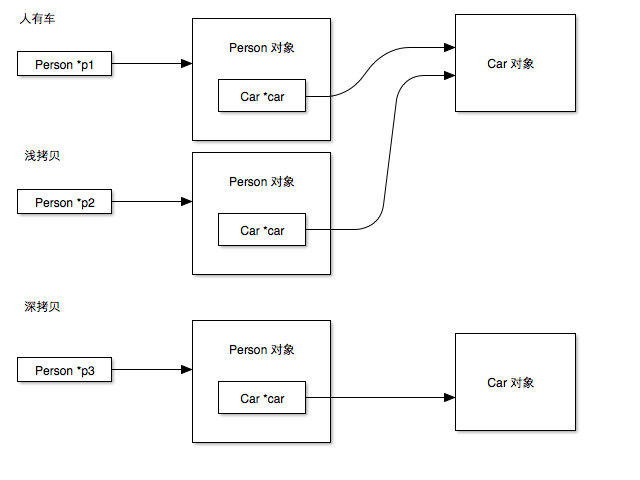 人有车
Person *p1
Person 对象
Car *car
Car 对象
浅拷贝
Person *p2
Person 对象
Car *car
深拷贝
Person *p3
Person 对象
Car *car
Car 对象